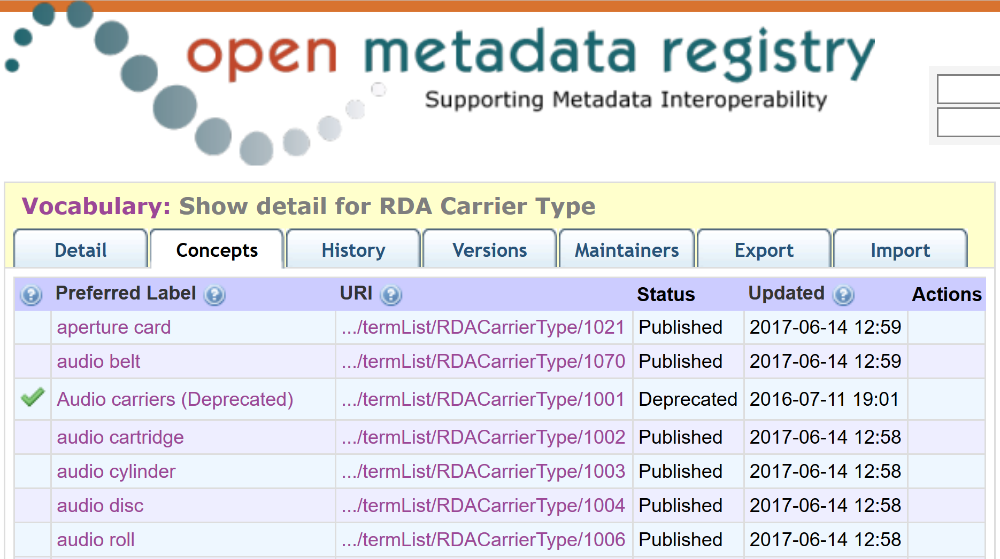 open metadata registry
Supporting Metadata Interoperability
Vocabulary: Show detail for RDA Carrier Type
Detail Concepts History Versions Maintainers Export Import
? Preferred Label ? URI ? Status Updated ? Actions
aperture card .../termList/RDACarrierType/1021 Published 2017-06-14 12:59
audio belt .../termList/RDACarrierType/1070 Published 2017-06-14 12:59
Audio carriers (Deprecated) .../termList/RDACarrierType/1001 Deprecated 2016-07-11 19:01
audio cartridge .../termList/RDACarrierType/1002 Published 2017-06-14 12:58
audio cylinder .../termList/RDACarrierType/1003 Published 2017-06-14 12:58
audio disc .../termList/RDACarrierType/1004 Published 2017-06-14 12:58
audio roll .../termList/RDACarrierType/1006 Published 2017-06-14 12:58